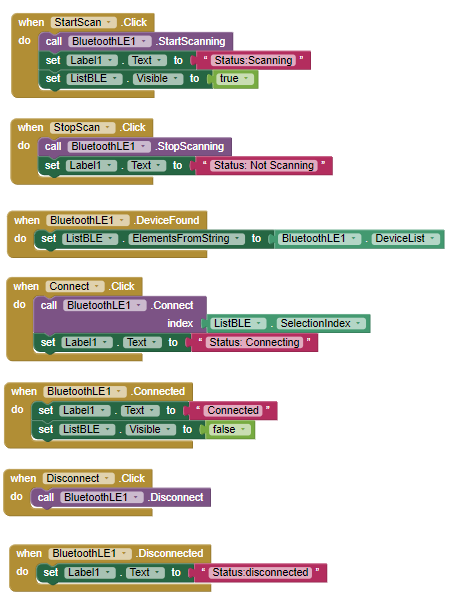 when StartScan .Click
do call BluetoothLE1 .StartScanning
set Label1 . Text to " Status:Scanning "
set ListBLE . Visible to true
when StopScan .Click
do call BluetoothLE1 .StopScanning
set Label1 . Text to " Status: Not Scanning "
when BluetoothLE1 .DeviceFound
do set ListBLE . ElementsFromString to BluetoothLE1 . DeviceList
when Connect .Click
do call BluetoothLE1 .Connect
index ListBLE . SelectionIndex
set Label1 . Text to " Status: Connecting "
when BluetoothLE1 .Connected
do set Label1 . Text to " Connected "
set ListBLE . Visible to false
when Disconnect .Click
do call BluetoothLE1 .Disconnect
when BluetoothLE1 .Disconnected
do set Label1 . Text to " Status:disconnected "